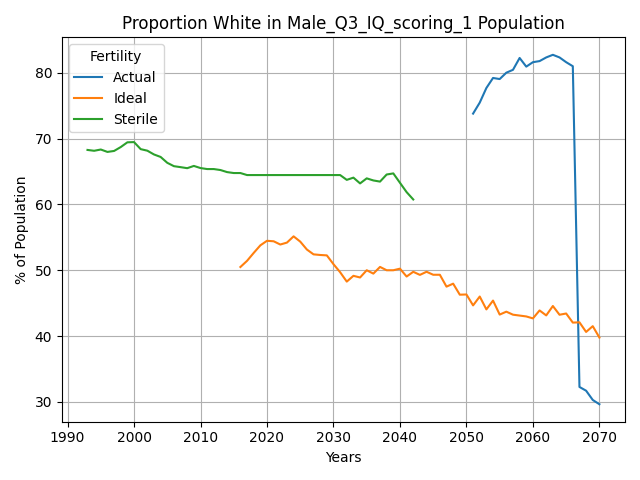 Proportion White in Male_Q3_IQ_scoring_1 Population
Fertility
Actual
Ideal
Sterile
% of Population
80
70
60
50
40
30
1990 2000 2010 2020 2030 2040 2050 2060 2070
Years